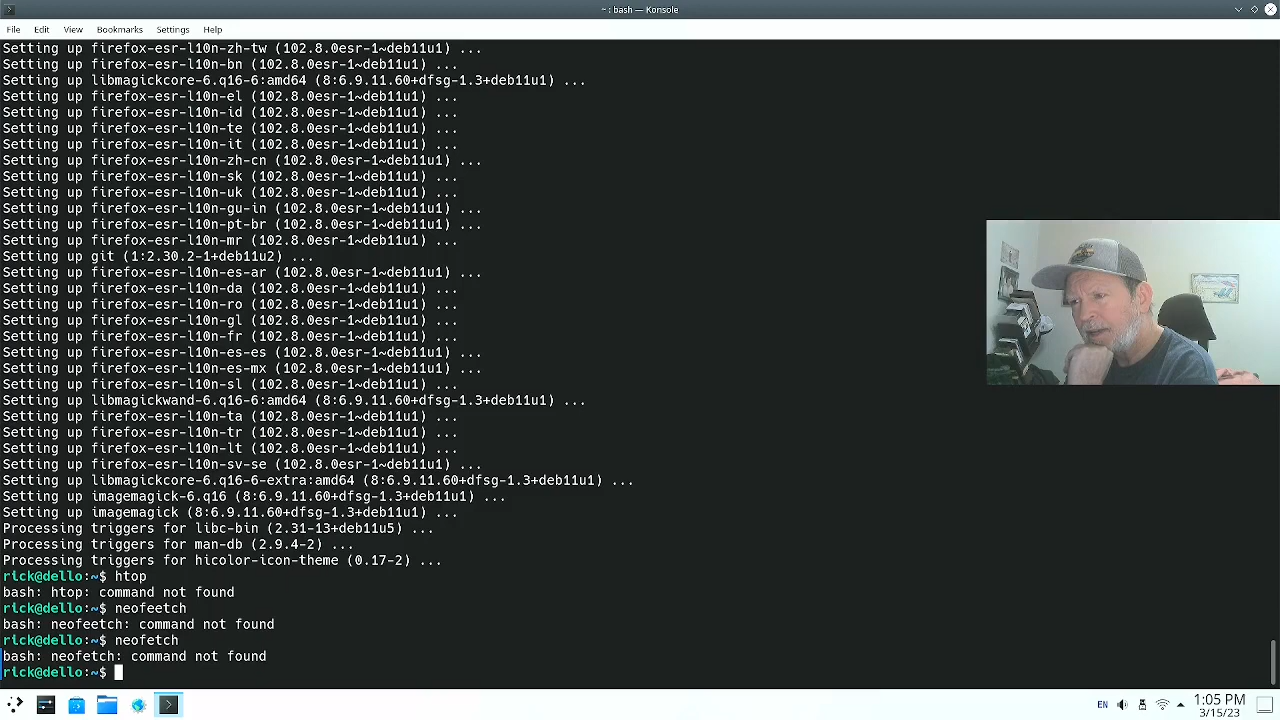 ~ : bash — Konsole
File Edit View Bookmarks Settings Help
Setting up firefox-esr-l10n-zh-tw (102.8.0esr-1~deb11u1) ...
Setting up firefox-esr-l10n-bn (102.8.0esr-1~deb11u1) ...
Setting up libmagickcore-6.q16-6:amd64 (8:6.9.11.60+dfsg-1.3+deb11u1) ...
Setting up firefox-esr-l10n-el (102.8.0esr-1~deb11u1) ...
Setting up firefox-esr-l10n-id (102.8.0esr-1~deb11u1) ...
Setting up firefox-esr-l10n-te (102.8.0esr-1~deb11u1) ...
Setting up firefox-esr-l10n-it (102.8.0esr-1~deb11u1) ...
Setting up firefox-esr-l10n-zh-cn (102.8.0esr-1~deb11u1) ...
Setting up firefox-esr-l10n-sk (102.8.0esr-1~deb11u1) ...
Setting up firefox-esr-l10n-uk (102.8.0esr-1~deb11u1) ...
Setting up firefox-esr-l10n-gu-in (102.8.0esr-1~deb11u1) ...
Setting up firefox-esr-l10n-pt-br (102.8.0esr-1~deb11u1) ...
Setting up firefox-esr-l10n-mr (102.8.0esr-1~deb11u1) ...
Setting up git (1:2.30.2-1+deb11u2) ...
Setting up firefox-esr-l10n-es-ar (102.8.0esr-1~deb11u1) ...
Setting up firefox-esr-l10n-da (102.8.0esr-1~deb11u1) ...
Setting up firefox-esr-l10n-ro (102.8.0esr-1~deb11u1) ...
Setting up firefox-esr-l10n-gl (102.8.0esr-1~deb11u1) ...
Setting up firefox-esr-l10n-fr (102.8.0esr-1~deb11u1) ...
Setting up firefox-esr-l10n-es-es (102.8.0esr-1~deb11u1) ...
Setting up firefox-esr-l10n-es-mx (102.8.0esr-1~deb11u1) ...
Setting up firefox-esr-l10n-sl (102.8.0esr-1~deb11u1) ...
Setting up libmagickwand-6.q16-6:amd64 (8:6.9.11.60+dfsg-1.3+deb11u1) ...
Setting up firefox-esr-l10n-ta (102.8.0esr-1~deb11u1) ...
Setting up firefox-esr-l10n-tr (102.8.0esr-1~deb11u1) ...
Setting up firefox-esr-l10n-lt (102.8.0esr-1~deb11u1) ...
Setting up firefox-esr-l10n-sv-se (102.8.0esr-1~deb11u1) ...
Setting up libmagickcore-6.q16-6-extra:amd64 (8:6.9.11.60+dfsg-1.3+deb11u1) ...
Setting up imagemagick-6.q16 (8:6.9.11.60+dfsg-1.3+deb11u1) ...
Setting up imagemagick (8:6.9.11.60+dfsg-1.3+deb11u1) ...
Processing triggers for libc-bin (2.31-13+deb11u5) ...
Processing triggers for man-db (2.9.4-2) ...
Processing triggers for hicolor-icon-theme (0.17-2) ...
rick@dello:~$ htop
bash: htop: command not found
rick@dello:~$ neofeetch
bash: neofeetch: command not found
rick@dello:~$ neofetch
bash: neofetch: command not found
rick@dello:~$
EN
1:05 PM
3/15/23